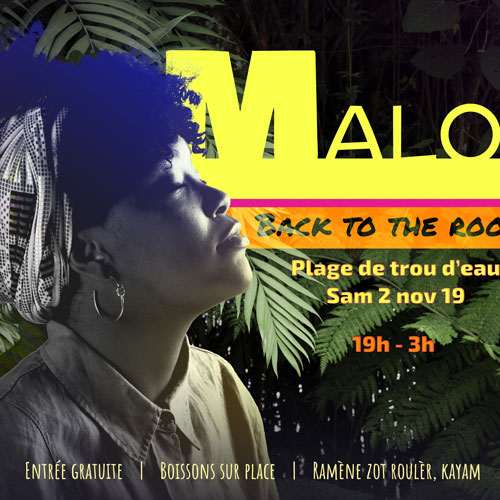 MALO
BACK TO THE ROO
Plage de trou d'eau
Sam 2 nov 19
19h - 3h
ENTRÉE GRATUITE | BOISSONS SUR PLACE | RAMÈNE ZOT ROULÈR, KAYAM